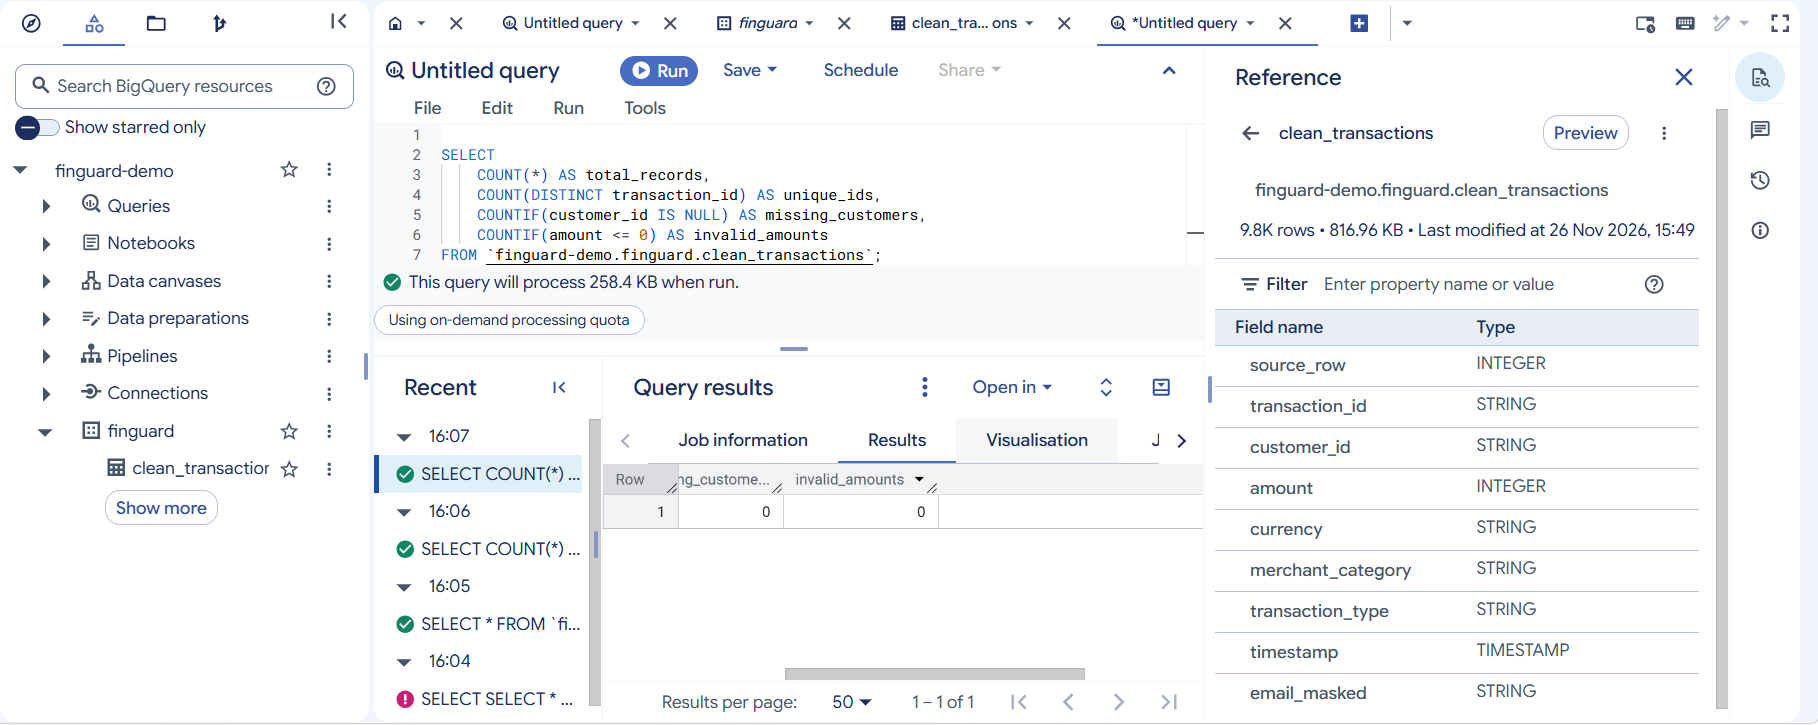 Untitled query
finguard
clean_tra... ons
*Untitled query
Search BigQuery resources
Show starred only
finguard-demo
Queries
Notebooks
Data canvases
Data preparations
Pipelines
Connections
finguard
clean_transactior
Show more
Untitled query
Run
Save
Schedule
Share
File
Edit
Run
Tools
1
2 SELECT
3 COUNT(*) AS total_records,
4 COUNT(DISTINCT transaction_id) AS unique_ids,
5 COUNTIF(customer_id IS NULL) AS missing_customers,
6 COUNTIF(amount <= 0) AS invalid_amounts
7 FROM `finguard-demo.finguard.clean_transactions`;
This query will process 258.4 KB when run.
Using on-demand processing quota
Recent
16:07
SELECT COUNT(*) ...
16:06
SELECT COUNT(*) ...
16:05
SELECT * FROM `fi...
16:04
SELECT SELECT * ...
Query results
Open in
Job information
Results
Visualisation
J
Row
ng_custome...
invalid_amounts
1
0
0
Results per page:
50
1 – 1 of 1
Reference
clean_transactions
Preview
finguard-demo.finguard.clean_transactions
9.8K rows • 816.96 KB • Last modified at 26 Nov 2026, 15:49
Filter
Enter property name or value
Field name Type
source_row INTEGER
transaction_id STRING
customer_id STRING
amount INTEGER
currency STRING
merchant_category STRING
transaction_type STRING
timestamp TIMESTAMP
email_masked STRING